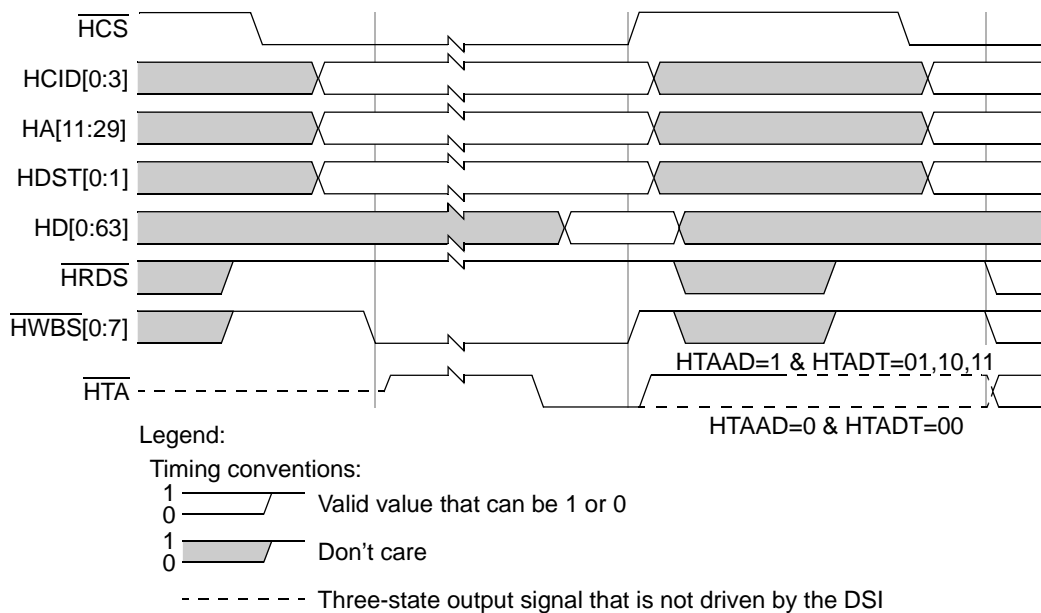 HCS
HCID[0:3]
HA[11:29]
HDST[0:1]
HD[0:63]
HRDS
HWBS[0:7]
HTAAD=1 & HTADT=01,10,11
HTA
HTAAD=0 & HTADT=00
Legend:
Timing conventions:
1
0
Valid value that can be 1 or 0
1
0
Don't care
Three-state output signal that is not driven by the DSI